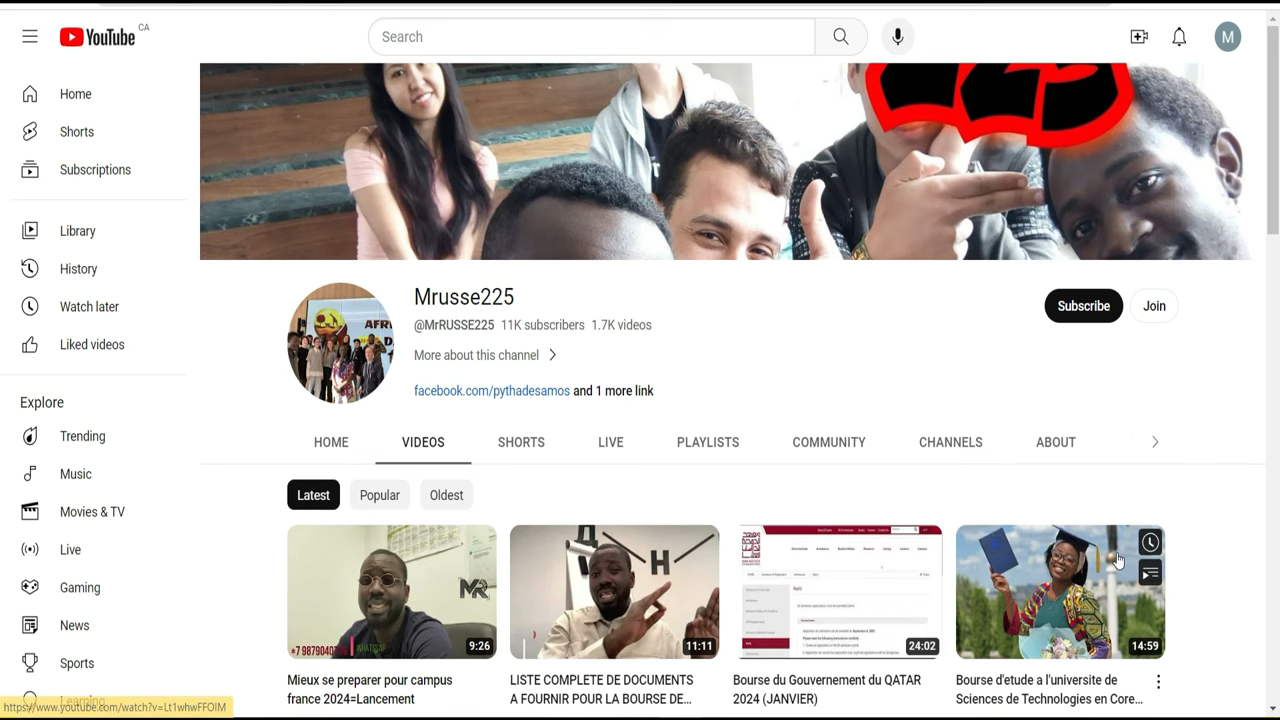 YouTube
CA
Search
M
Home
Shorts
Subscriptions
Library
History
Watch later
Liked videos
Explore
Trending
Music
Movies & TV
Live
Gaming
News
Sports
Learning
https://www.youtube.com/watch?v=Lt1whwFFOIM
225
Mrusse225
@MrRUSSE225 11K subscribers 1.7K videos
More about this channel
facebook.com/pythadesamos and 1 more link
Subscribe
Join
HOME VIDEOS SHORTS LIVE PLAYLISTS COMMUNITY CHANNELS ABOUT
Latest Popular Oldest
9:26
Mieux se preparer pour campus
france 2024=Lancement
11:11
LISTE COMPLETE DE DOCUMENTS
A FOURNIR POUR LA BOURSE DE...
Apply
24:02
Bourse du Gouvernement du QATAR
2024 (JANVIER)
14:59
Bourse d'etude a l'universite de
Sciences de Technologies en Core...